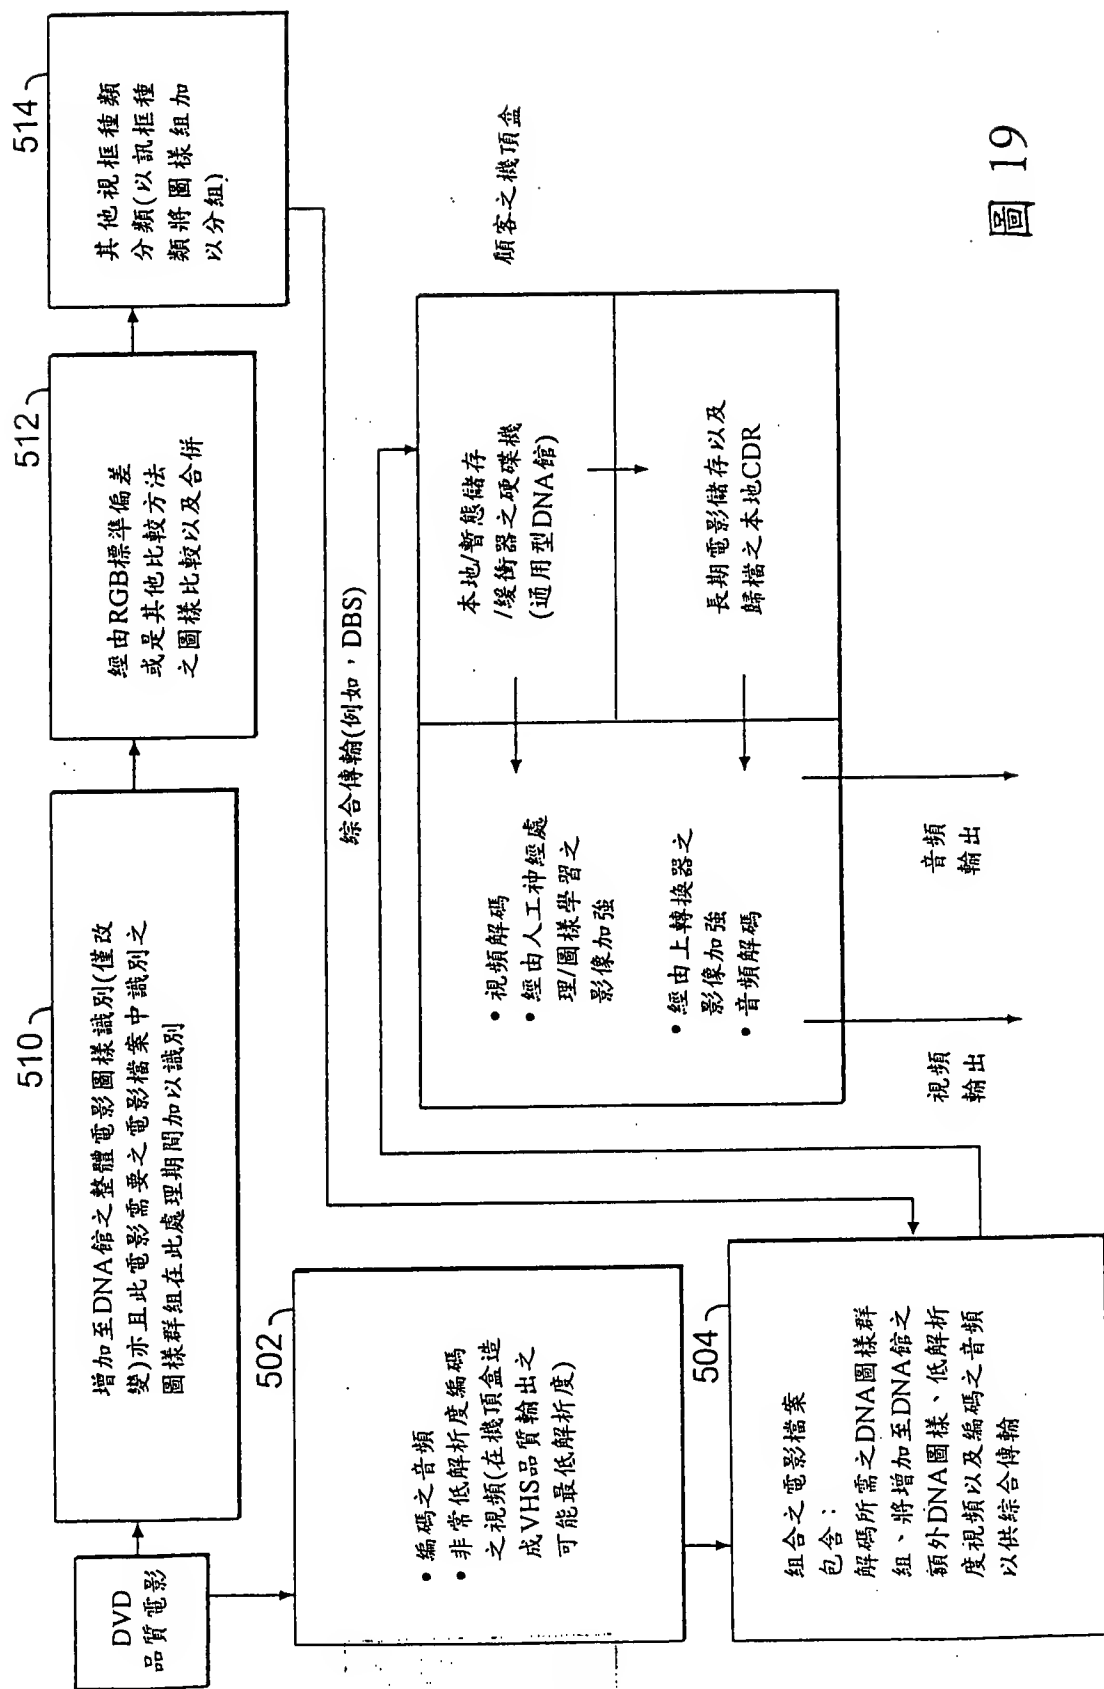 DVD
品質電影
510
增加至DNA館之整體電影圖樣識別(僅改
變)亦且此電影需要之電影檔案中識別之
圖樣群組在此處理期間加以識別
512
經由RGB標準偏差
或是其他比較方法
之圖樣比較以及合併
514
其他視框種類
分類(以訊框種
類將圖樣組加
以分組)
502
• 編碼之音頻
• 非常低解析度編碼
之視頻(在機頂盒造
成VHS品質輸出之
可能最低解析度)
504
組合之電影檔案
包含：
解碼所需之DNA圖樣群
組、將增加至DNA館之
額外DNA圖樣、低解析
度視頻以及編碼之音頻
以供綜合傳輸
綜合傳輸(例如，DBS)
顧客之機頂盒
• 視頻解碼
• 經由人工神經處
理/圖樣學習之
影像加強
• 經由上轉換器之
影像加強
• 音頻解碼
本地/暫態儲存
/緩衝器之硬碟機
(通用型DNA館)
長期電影儲存以及
歸檔之本地CDR
視頻
輸出
音頻
輸出
圖 19